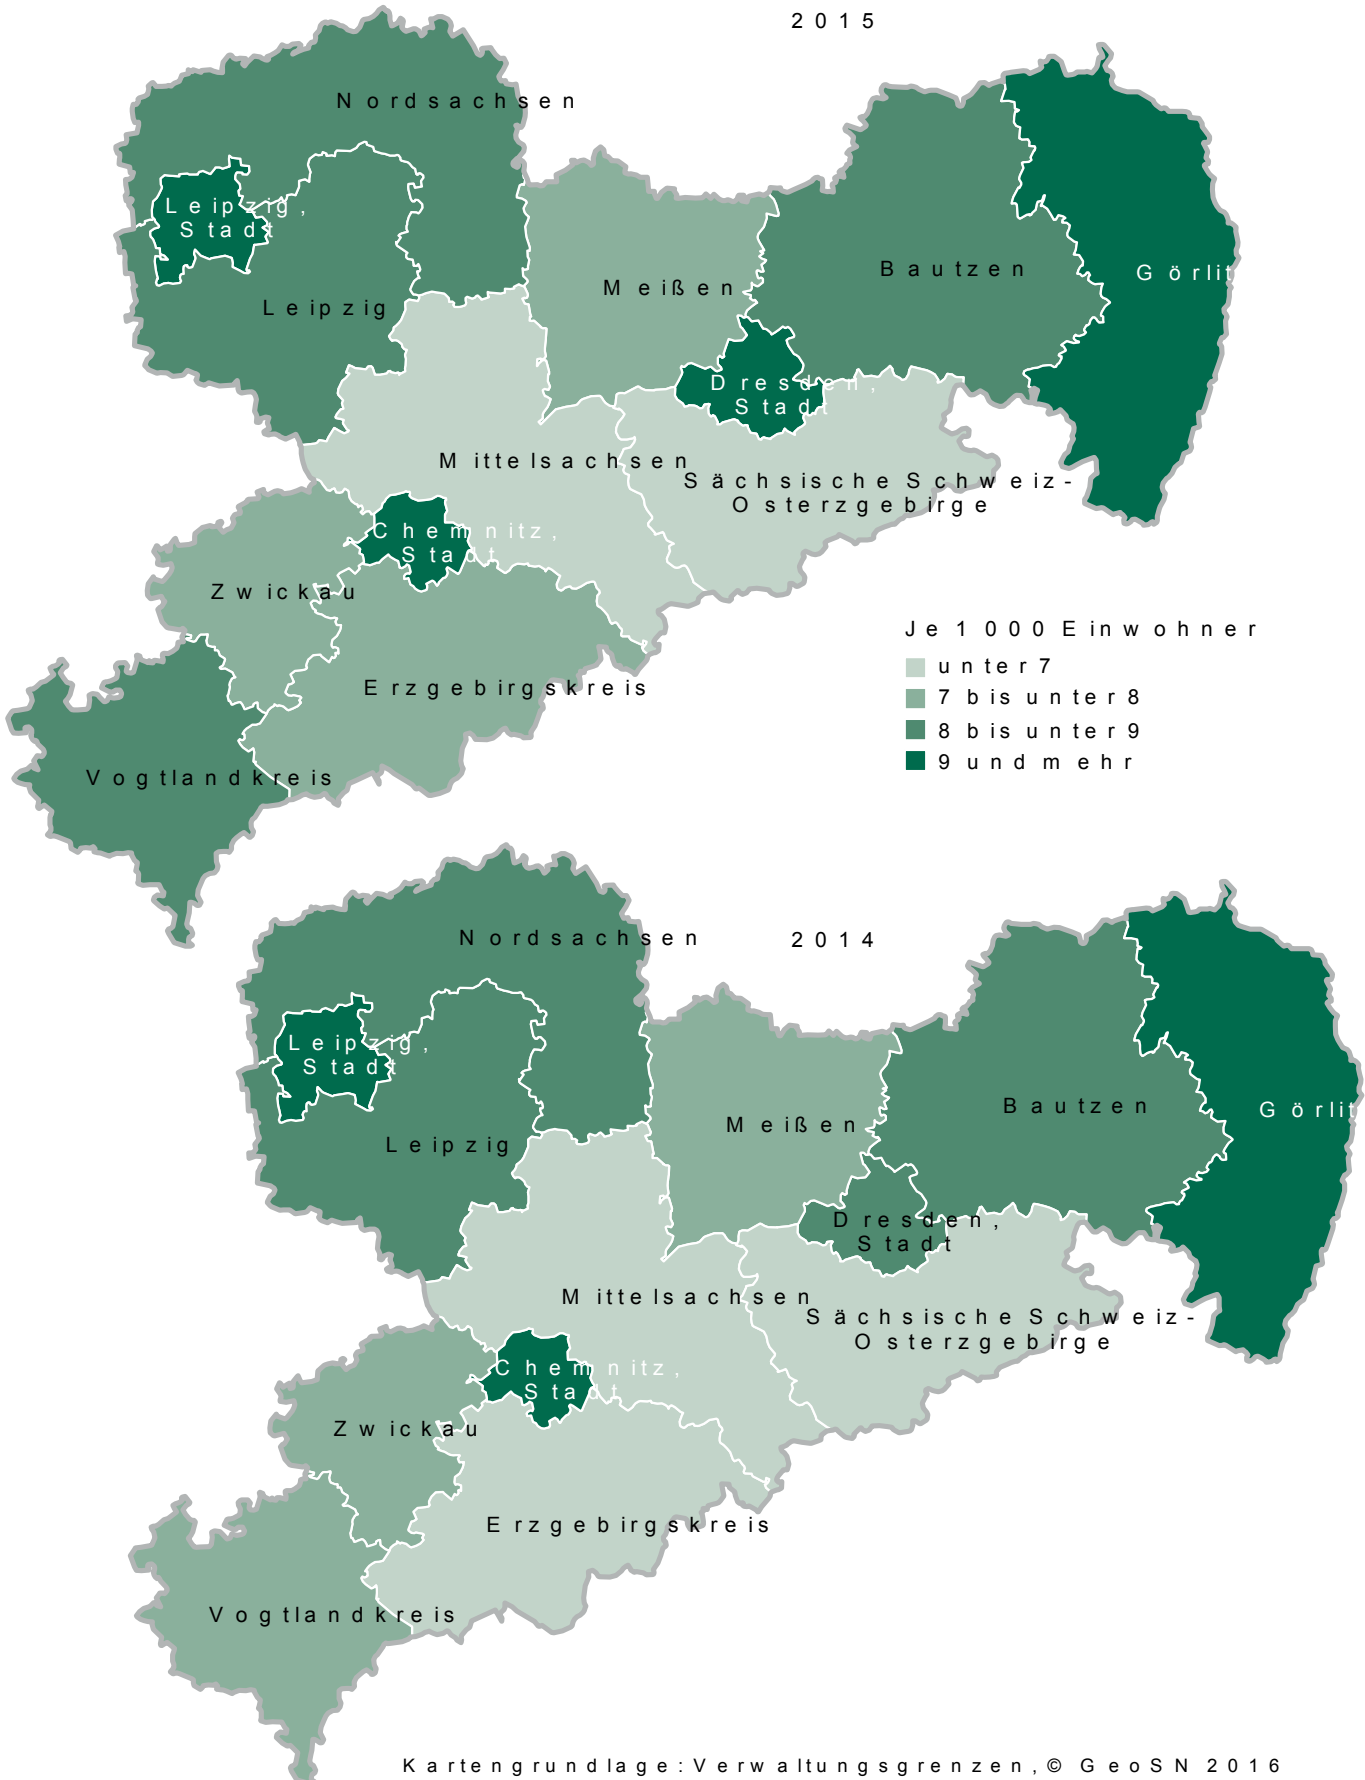 2015
Nordsachsen
Leipzig,
Stadt
Bautzen
Görlit
Meißen
Leipzig
Dresden,
Stadt
Mittelsachsen
Sächsische Schweiz-
Osterzgebirge
Chemnitz,
Stadt
Zwickau
Je 1000 Einwohner
unter 7
Erzgebirgskreis
7 bis unter 8
8 bis unter 9
9 und mehr
Vogtlandkreis
Nordsachsen
2014
Leipzig,
Stadt
Bautzen
Görlit
Meißen
Leipzig
Dresden,
Stadt
Mittelsachsen
Sächsische Schweiz-
Osterzgebirge
Chemnitz,
Stadt
Zwickau
Erzgebirgskreis
Vogtlandkreis
Kartengrundlage: Verwaltungsgrenzen, © GeoSN 2016